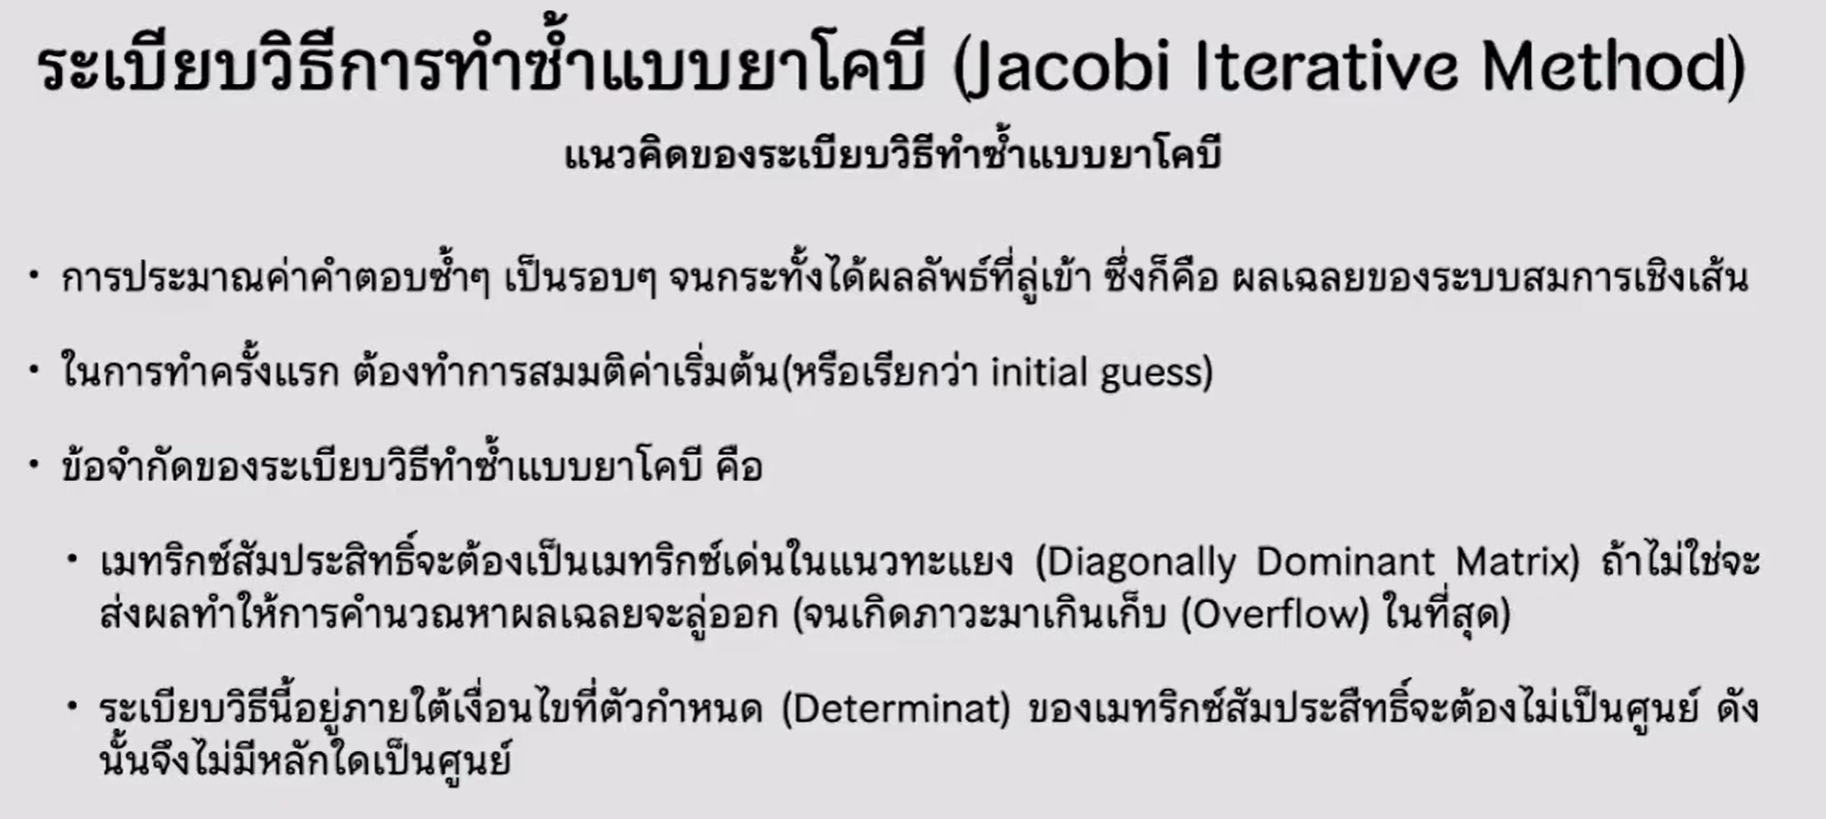 ระเบียบวิธีการทำซ้ำแบบยาโคบี (Jacobi Iterative Method)
แนวคิดของระเบียบวิธีทำซ้ำแบบยาโคบี
• การประมาณค่าคำตอบซ้ำๆ เป็นรอบๆ จนกระทั้งได้ผลลัพธ์ที่ลู่เข้า ซึ่งก็คือ ผลเฉลยของระบบสมการเชิงเส้น
• ในการทำครั้งแรก ต้องทำการสมมติค่าเริ่มต้น(หรือเรียกว่า initial guess)
• ข้อจำกัดของระเบียบวิธีทำซ้ำแบบยาโคบี คือ
• เมทริกซ์สัมประสิทธิ์จะต้องเป็นเมทริกซ์เด่นในแนวทะแยง (Diagonally Dominant Matrix) ถ้าไม่ใช่จะ
ส่งผลทำให้การคำนวณหาผลเฉลยจะลู่ออก (จนเกิดภาวะมาเกินเก็บ (Overflow) ในที่สุด)
• ระเบียบวิธีนี้อยู่ภายใต้เงื่อนไขที่ตัวกำหนด (Determinat) ของเมทริกซ์สัมประสืทธิ์จะต้องไม่เป็นศูนย์ ดัง
นั้นจึงไม่มีหลักใดเป็นศูนย์